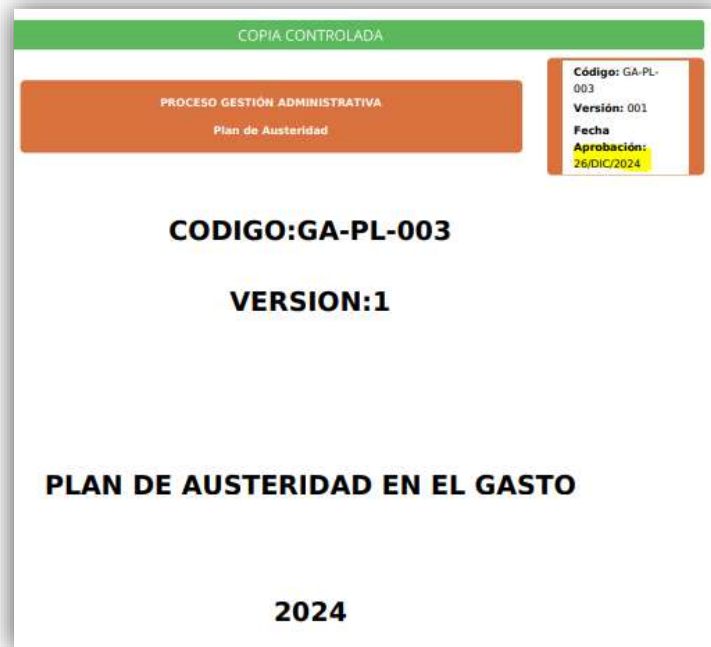 COPIA CONTROLADA
PROCESO GESTIÓN ADMINISTRATIVA
Plan de Austeridad
Código: GA-PL-
003
Versión: 001
Fecha
Aprobación:
26/DIC/2024
CODIGO:GA-PL-003
VERSION:1
PLAN DE AUSTERIDAD EN EL GASTO
2024